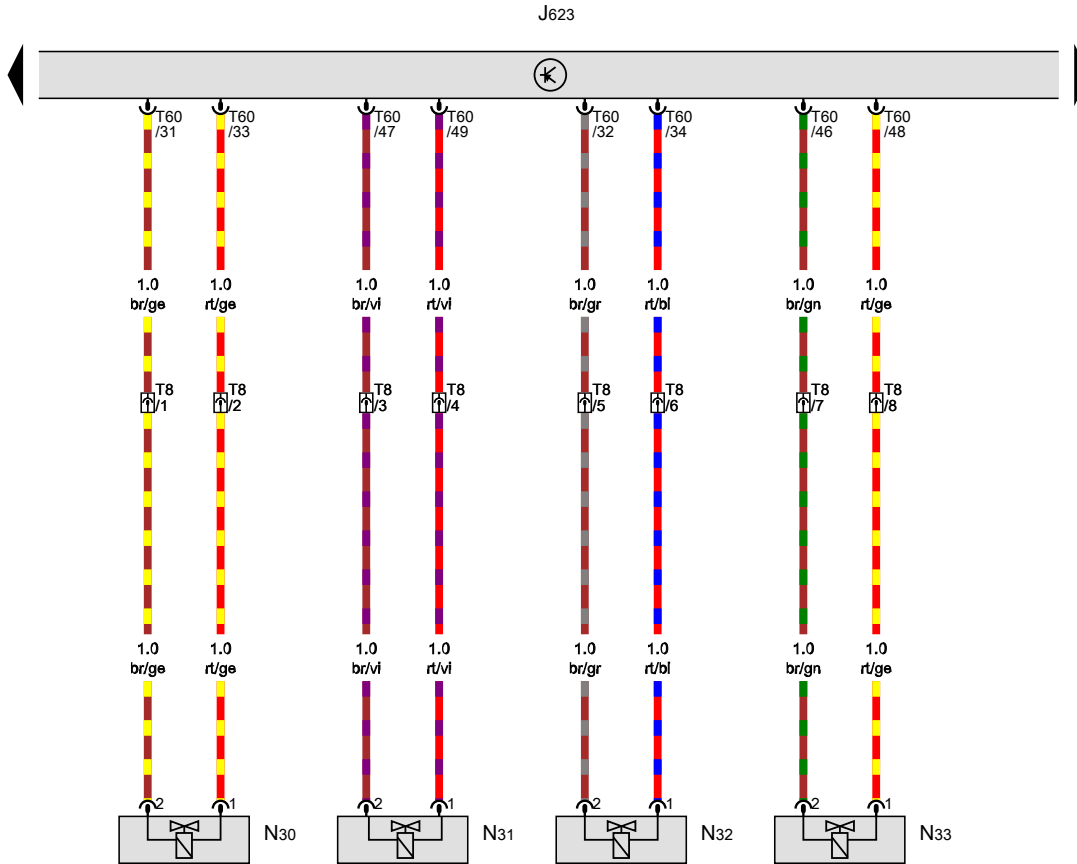 J623
T60 T60 T60 T60 T60 T60 T60 T60
/31 /33 /47 /49 /32 /34 /46 /48
1.0 1.0 1.0 1.0 1.0 1.0 1.0 1.0
br/ge rt/ge br/vi rt/vi br/gr rt/bl br/gn rt/ge
T8 T8 T8 T8 T8 T8 T8 T8
/1 /2 /3 /4 /5 /6 /7 /8
1.0 1.0 1.0 1.0 1.0 1.0 1.0 1.0
br/ge rt/ge br/vi rt/vi br/gr rt/bl br/gn rt/ge
2 1 2 1 2 1 2 1
N30 N31 N32 N33